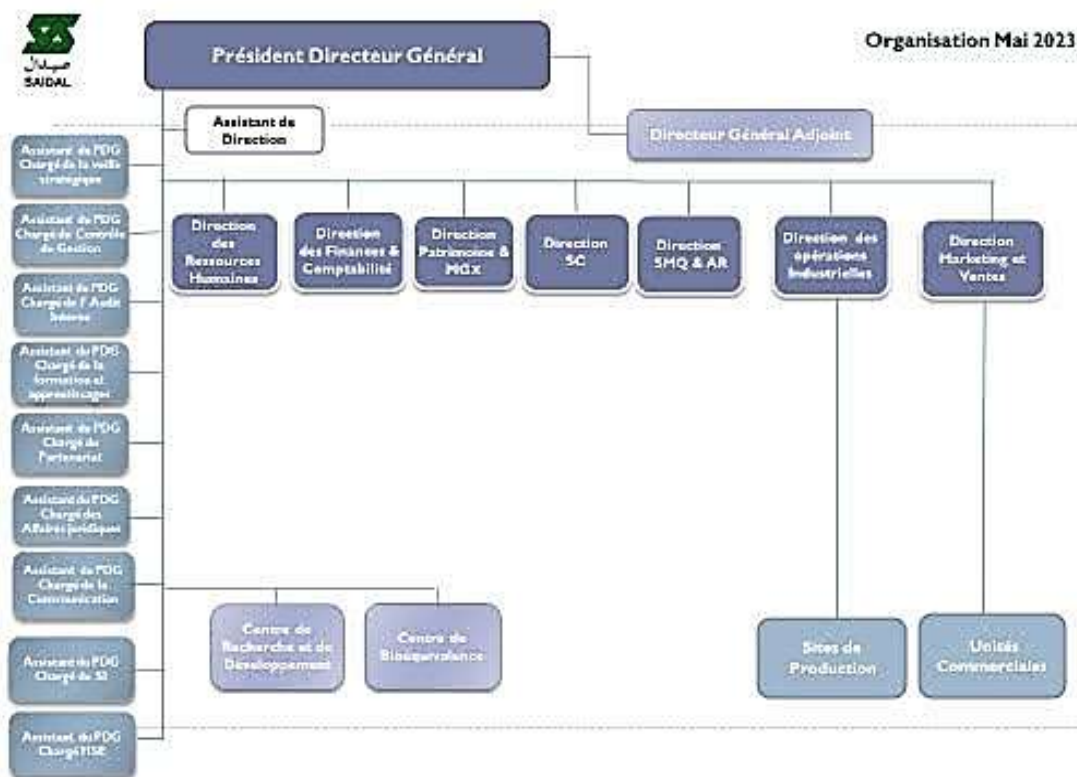 صيدال
SAIDAL
Président Directeur Général
Organisation Mai 2023
Assistant de
Direction
Directeur Général Adjoint
Assistant du PDG
Chargé de la veille
stratégique
Assistant du PDG
Chargé de Contrôle
de Gestion
Assistant du PDG
Chargé de l'Audit
Interne
Assistant du PDG
Chargé de la
formation et
apprentissages
Assistant du PDG
Chargé du
Partenariat
Assistant du PDG
Chargé des
Affaires juridiques
Assistant du PDG
Chargé de la
Communication
Assistant du PDG
Chargé du SI
Assistant du PDG
Chargé HSE
Direction
des
Ressources
Humaines
Direction
des Finances &
Comptabilité
Direction
Patrimoine &
MGX
Direction
SC
Direction
SMQ & AR
Direction des
opérations
Industrielles
Direction
Marketing et
Ventes
Centre de
Recherche et de
Développement
Centre de
Bioéquivalence
Sites de
Production
Unités
Commerciales